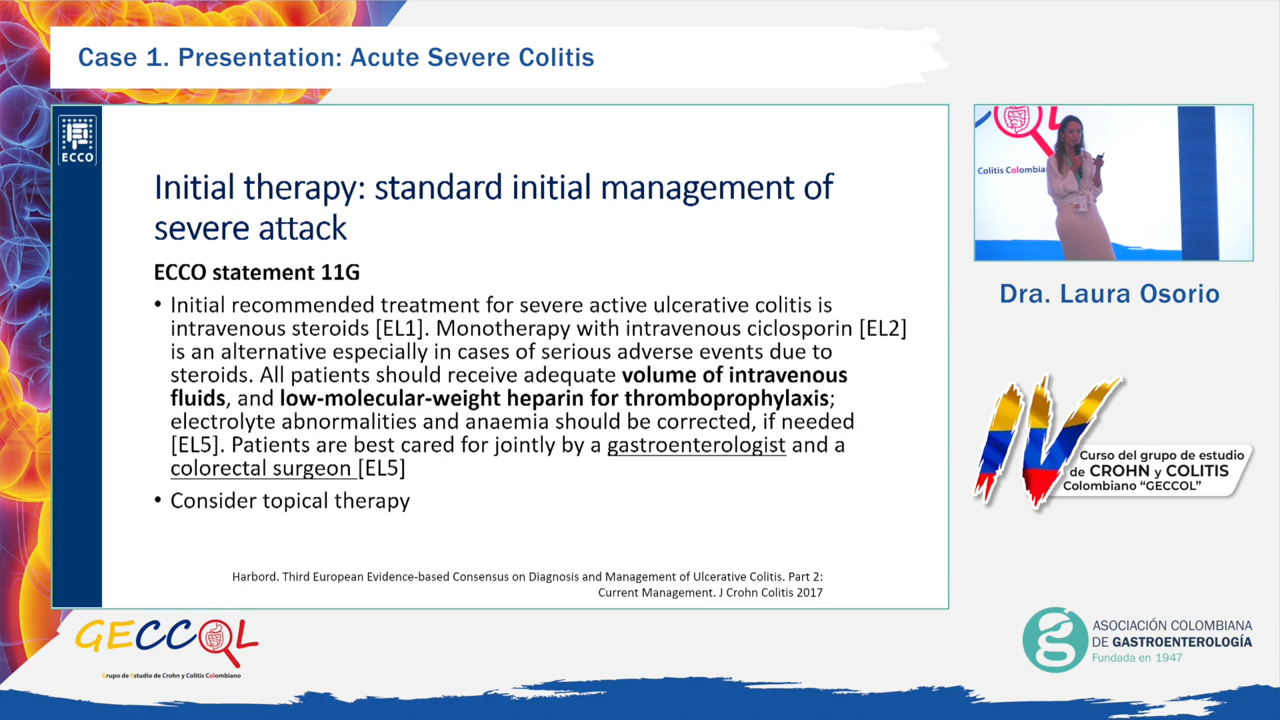 Case 1. Presentation: Acute Severe Colitis
ECCO
Initial therapy: standard initial management of
severe attack
ECCO statement 11G
• Initial recommended treatment for severe active ulcerative colitis is
intravenous steroids [EL1]. Monotherapy with intravenous ciclosporin [EL2]
is an alternative especially in cases of serious adverse events due to
steroids. All patients should receive adequate volume of intravenous
fluids, and low-molecular-weight heparin for thromboprophylaxis;
electrolyte abnormalities and anaemia should be corrected, if needed
[EL5]. Patients are best cared for jointly by a gastroenterologist and a
colorectal surgeon [EL5]
• Consider topical therapy
Harbord. Third European Evidence-based Consensus on Diagnosis and Management of Ulcerative Colitis. Part 2:
Current Management. J Crohn Colitis 2017
Colitis Colombia
Dra. Laura Osorio
IV
Curso del grupo de estudio
de CROHN y COLITIS
Colombiano "GECCOL"
GECCOL
Grupo de Estudio de Crohn y Colitis Colombiano
ASOCIACIÓN COLOMBIANA
DE GASTROENTEROLOGÍA
Fundada en 1947